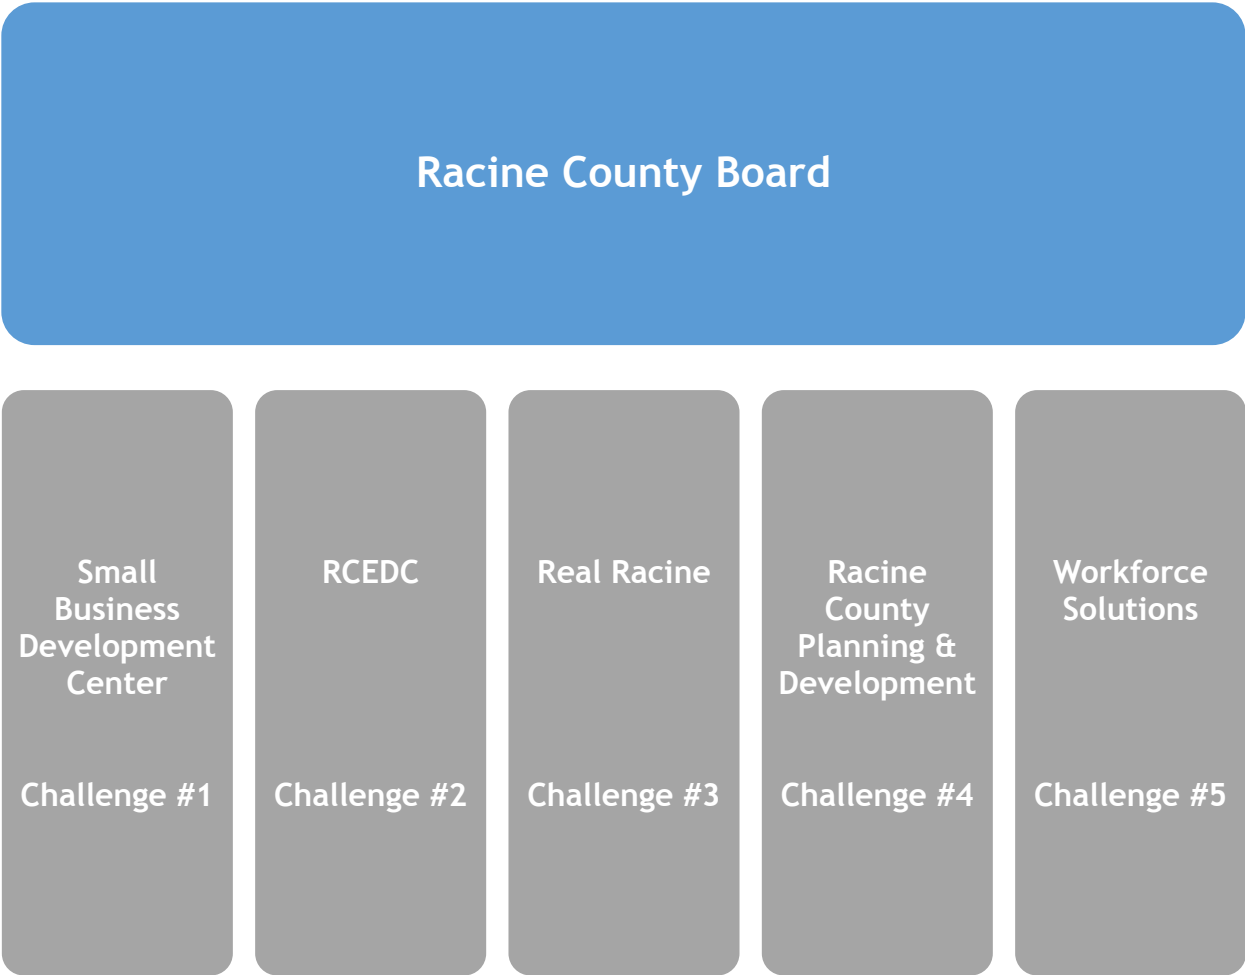 Racine County Board
Small
Business
Development
Center
Challenge #1
RCEDC
Challenge #2
Real Racine
Challenge #3
Racine
County
Planning &
Development
Challenge #4
Workforce
Solutions
Challenge #5